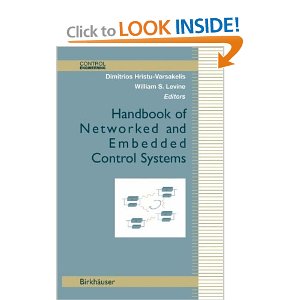 Click to LOOK INSIDE!
CONTROL
ENGINEERING
Dimitrios Hristu-Varsakelis
William S. Levine
Editors
Handbook of
Networked and
Embedded
Control Systems
Birkhäuser